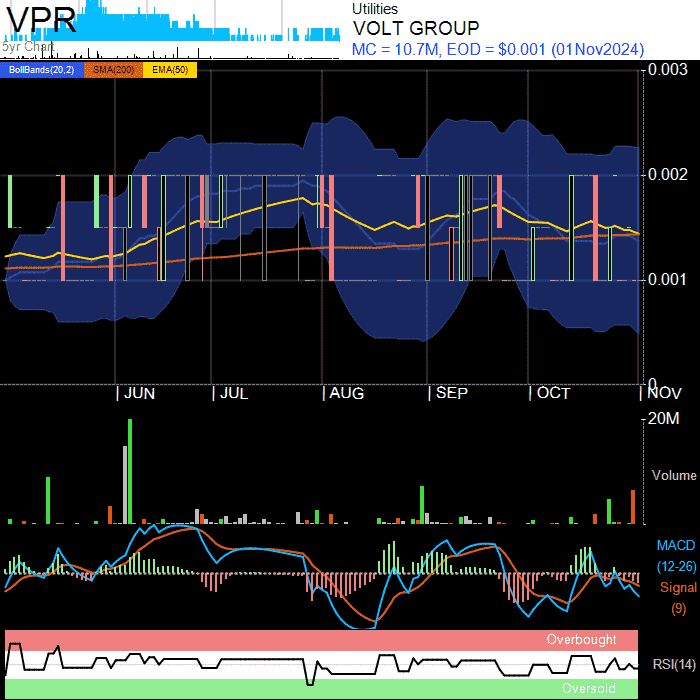 VPR
5yr Chart
Utilities
VOLT GROUP
MC = 10.7M, EOD = $0.001 (01Nov2024)
BollBands(20,2) SMA(200) EMA(50)
0.003
0.002
0.001
0
| JUN | JUL | AUG | SEP | OCT | NOV
20M
Volume
MACD
(12-26)
Signal
(9)
Overbought
RSI(14)
Oversold